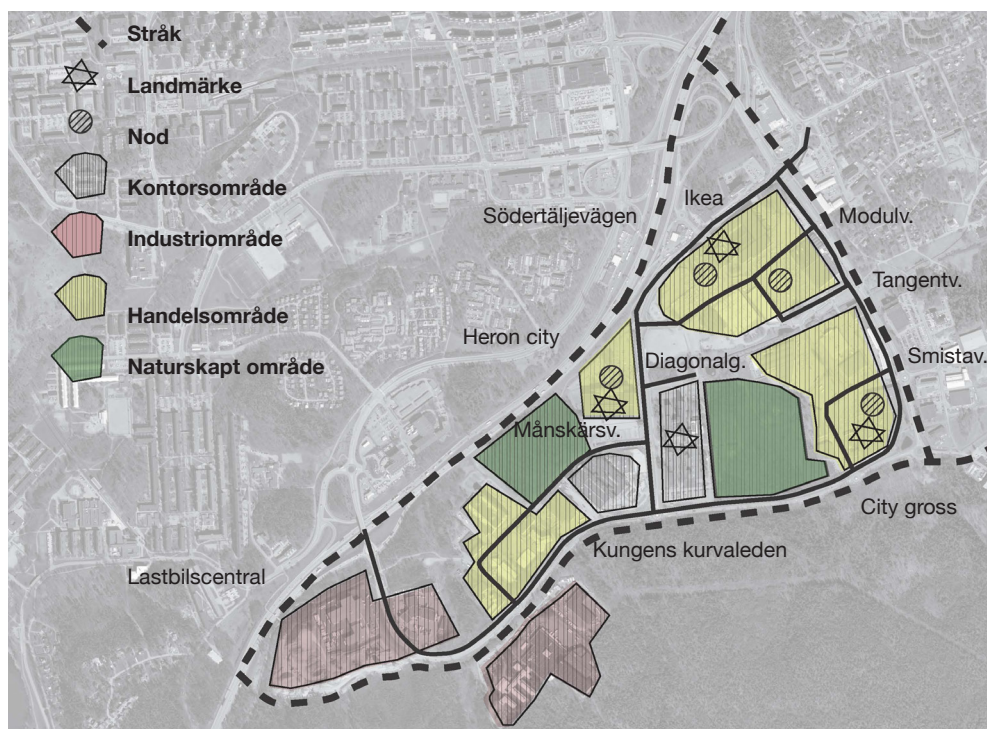 Stråk
Landmärke
Nod
Kontorsområde
Industriområde
Handelsområde
Naturskapt område
Ikea
Södertäljevägen
Modulv.
Tangentv.
Heron city
Diagonalg.
Smistav.
Månskärsv.
City gross
Kungens kurvaleden
Lastbilscentral